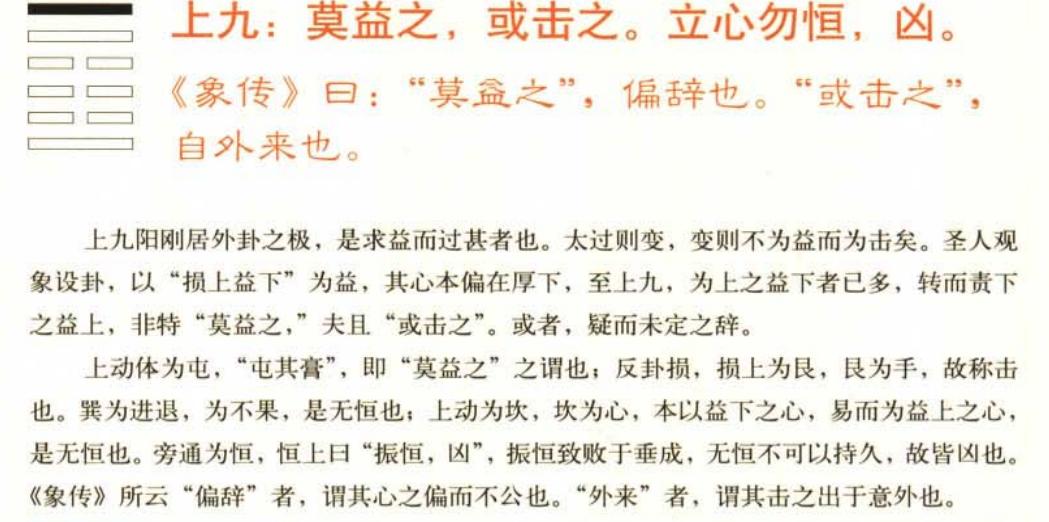 上九：莫益之，或击之。立心勿恒，凶。
《象传》曰：“莫益之”，偏辞也。“或击之”，
自外来也。
上九阳刚居外卦之极，是求益而过甚者也。太过则变，变则不为益而为击矣。圣人观
象设卦，以“损上益下”为益，其心本偏在厚下，至上九，为上之益下者已多，转而责下
之益上，非特“莫益之，”夫且“或击之”。或者，疑而未定之辞。
上动体为屯，“屯其膏”，即“莫益之”之谓也；反卦损，损上为艮，艮为手，故称击
也。巽为进退，为不果，是无恒也；上动为坎，坎为心，本以益下之心，易而为益上之心，
是无恒也。旁通为恒，恒上曰“振恒，凶”，振恒致败于垂成，无恒不可以持久，故皆凶也。
《象传》所云“偏辞”者，谓其心之偏而不公也。“外来”者，谓其击之出于意外也。